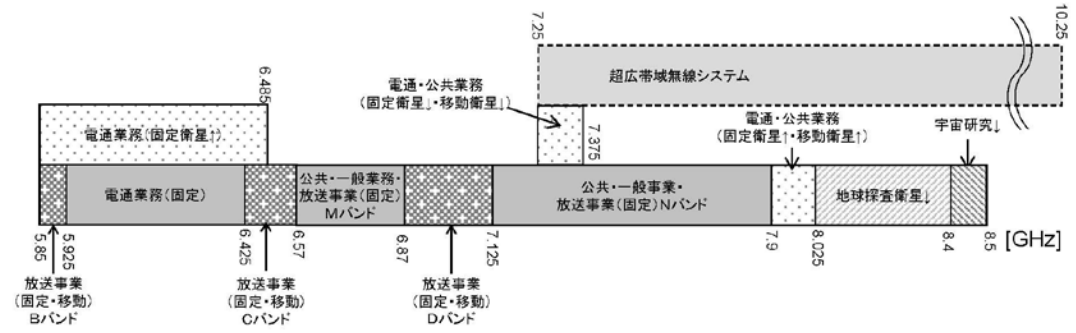 7.25
10.25
超広帯域無線システム
電通・公共業務
(固定衛星↓・移動衛星↓)
6.485
電通業務(固定衛星↑)
7.375
電通・公共業務
(固定衛星↑・移動衛星↑)
宇宙研究↓
電通業務(固定)
公共・一般業務・
放送事業(固定)
Mバンド
公共・一般事業・
放送事業(固定)Nバンド
地球探査衛星↓
5.85
5.925
6.425
6.57
6.87
7.125
7.9
8.025
8.4
8.5
[GHz]
放送事業
(固定・移動)
Bバンド
放送事業
(固定・移動)
Cバンド
放送事業
(固定・移動)
Dバンド